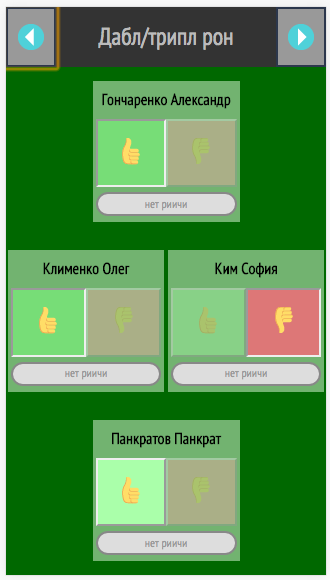 Дабл/трипл рон
Гончаренко Александр
нет риичи
Клименко Олег
Ким София
нет риичи
нет риичи
Панкратов Панкрат
нет риичи